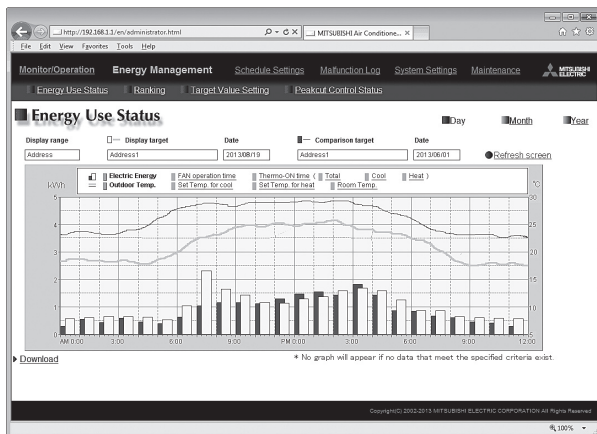 http://192.168.1.1/en/administrator.html
MITSUBISHI Air Conditione...
File Edit View Favorites Tools Help
Monitor/Operation Energy Management Schedule Settings Malfunction Log System Settings Maintenance MITSUBISHI ELECTRIC
Energy Use Status Ranking Target Value Setting Peakcut Control Status
Energy Use Status Day Month Year
Display range Display target Date Comparison target Date
Address Address1 2013/08/19 Address1 2013/06/01 Refresh screen
Electric Energy FAN operation time Thermo-ON time ( Total Cool Heat )
Outdoor Temp. Set Temp. for cool Set Temp. for heat Room Temp.
kWh °C
5 30
4 25
3 20
2 15
1 10
0 5
AM 0:00 3:00 6:00 9:00 PM 0:00 3:00 6:00 9:00 12:00
Download * No graph will appear if no data that meet the specified criteria exist.
Copyright(C) 2002-2013 MITSUBISHI ELECTRIC CORPORATION All Rights Reserved
100%